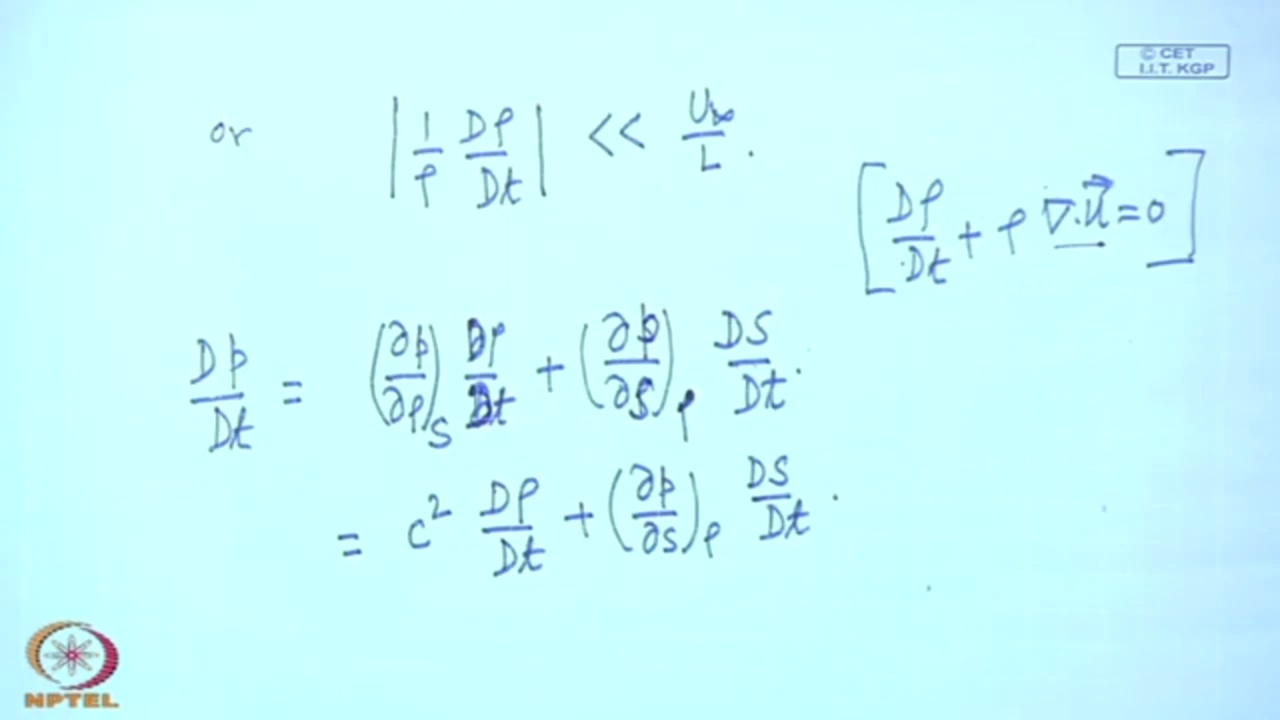 © CET
I.I.T. KGP
or |1/ρ Dρ/Dt| << U∞/L.
[Dρ/Dt + ρ ∇.u⃗ = 0]
Dp/Dt = (∂p/∂ρ)_S Dρ/Dt + (∂p/∂S)_ρ DS/Dt.
= c² Dρ/Dt + (∂p/∂S)_ρ DS/Dt.
NPTEL